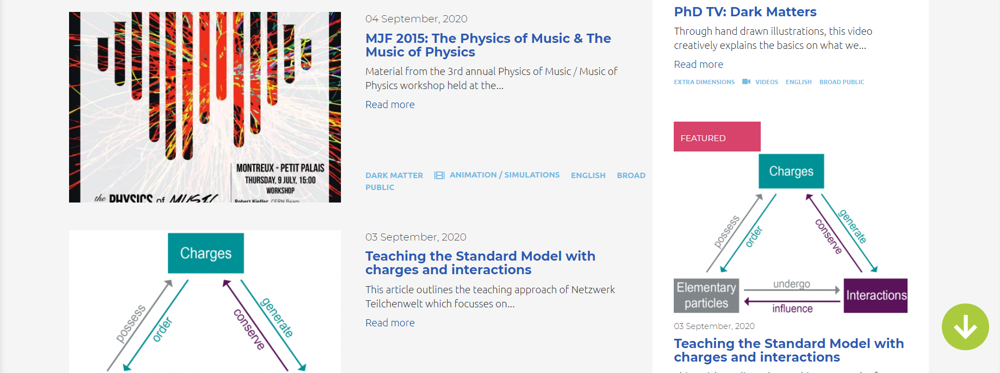 MONTREUX - PETIT PALAIS
THURSDAY, 9 JULY, 15:00
WORKSHOP
the PHYSICS of MUSIC
Robert Kieffer, CERN Beam
04 September, 2020
MJF 2015: The Physics of Music & The
Music of Physics
Material from the 3rd annual Physics of Music / Music of
Physics workshop held at the...
Read more
DARK MATTER ANIMATION / SIMULATIONS ENGLISH BROAD
PUBLIC
Charges
possess
order
conserve
generate
03 September, 2020
Teaching the Standard Model with
charges and interactions
This article outlines the teaching approach of Netzwerk
Teilchenwelt which focusses on...
Read more
PhD TV: Dark Matters
Through hand drawn illustrations, this video
creatively explains the basics on what we...
Read more
EXTRA DIMENSIONS VIDEOS ENGLISH BROAD PUBLIC
FEATURED
Charges
possess
order
conserve
generate
Elementary
particles
undergo
influence
Interactions
03 September, 2020
Teaching the Standard Model with
charges and interactions